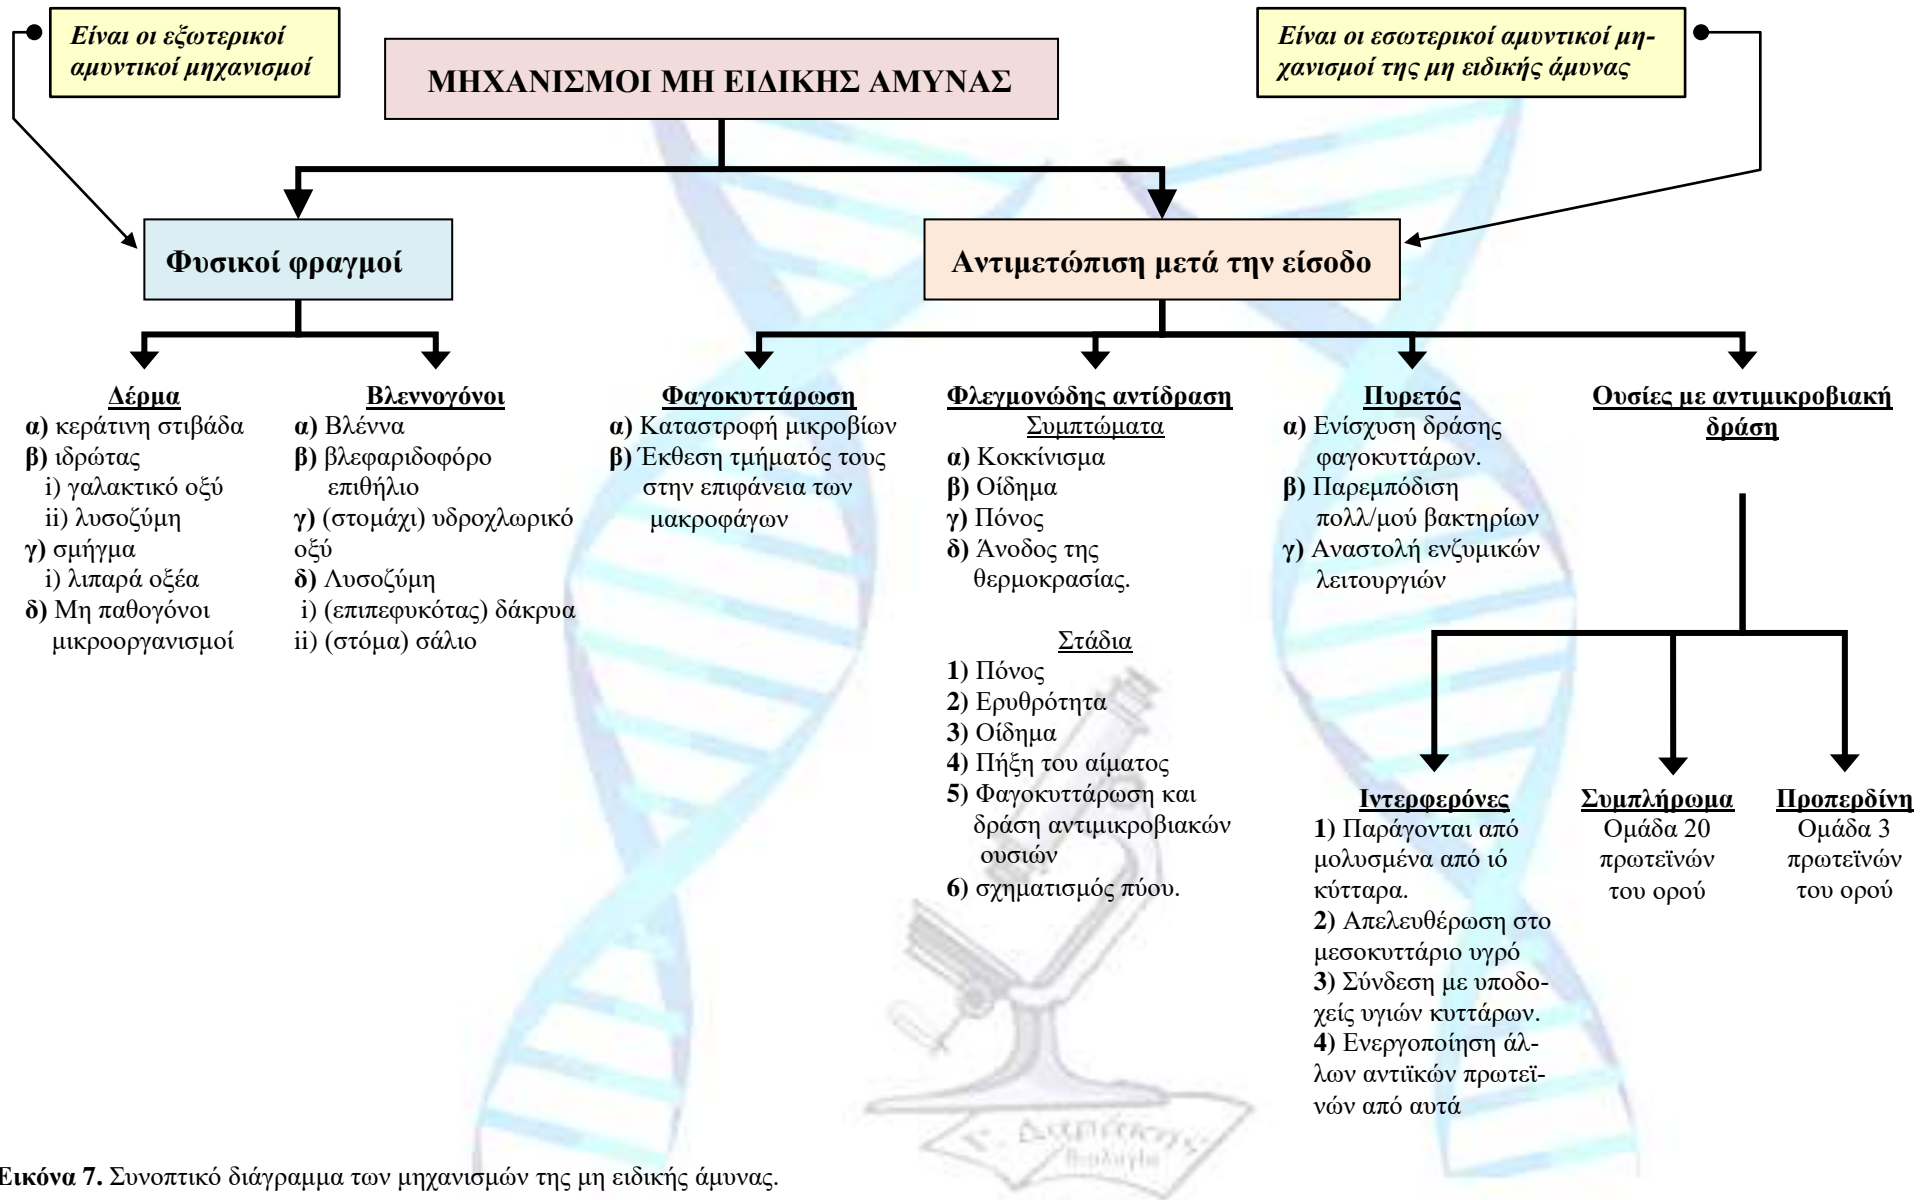 Είναι οι εξωτερικοί
αμυντικοί μηχανισμοί
ΜΗΧΑΝΙΣΜΟΙ ΜΗ ΕΙΔΙΚΗΣ ΑΜΥΝΑΣ
Είναι οι εσωτερικοί αμυντικοί μη-
χανισμοί της μη ειδικής άμυνας
Φυσικοί φραγμοί
Αντιμετώπιση μετά την είσοδο
Δέρμα
α) κεράτινη στιβάδα
β) ιδρώτας
i) γαλακτικό οξύ
ii) λυσοζύμη
γ) σμήγμα
i) λιπαρά οξέα
δ) Μη παθογόνοι
μικροοργανισμοί
Βλεννογόνοι
α) Βλέννα
β) βλεφαριδοφόρο
επιθήλιο
γ) (στομάχι) υδροχλωρικό
οξύ
δ) Λυσοζύμη
i) (επιπεφυκότας) δάκρυα
ii) (στόμα) σάλιο
Φαγοκυττάρωση
α) Καταστροφή μικροβίων
β) Έκθεση τμήματός τους
στην επιφάνεια των
μακροφάγων
Φλεγμονώδης αντίδραση
Συμπτώματα
α) Κοκκίνισμα
β) Οίδημα
γ) Πόνος
δ) Άνοδος της
θερμοκρασίας.
Στάδια
1) Πόνος
2) Ερυθρότητα
3) Οίδημα
4) Πήξη του αίματος
5) Φαγοκυττάρωση και
δράση αντιμικροβιακών
ουσιών
6) σχηματισμός πύου.
Πυρετός
α) Ενίσχυση δράσης
φαγοκυττάρων.
β) Παρεμπόδιση
πολλ/μού βακτηρίων
γ) Αναστολή ενζυμικών
λειτουργιών
Ουσίες με αντιμικροβιακή
δράση
Ιντερφερόνες
1) Παράγονται από
μολυσμένα από ιό
κύτταρα.
2) Απελευθέρωση στο
μεσοκυττάριο υγρό
3) Σύνδεση με υποδο-
χείς υγιών κυττάρων.
4) Ενεργοποίηση άλ-
λων αντιϊκών πρωτεϊ-
νών από αυτά
Συμπλήρωμα
Ομάδα 20
πρωτεϊνών
του ορού
Προπερδίνη
Ομάδα 3
πρωτεϊνών
του ορού
Βιολογία
Εικόνα 7. Συνοπτικό διάγραμμα των μηχανισμών της μη ειδικής άμυνας.